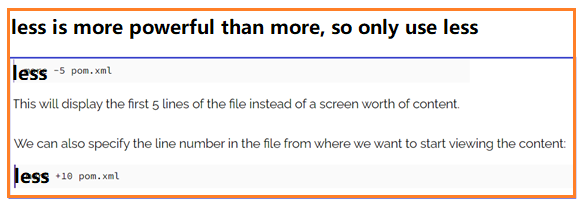 less is more powerful than more, so only use less
less -5 pom.xml
This will display the first 5 lines of the file instead of a screen worth of content.
We can also specify the line number in the file from where we want to start viewing the content:
less +10 pom.xml